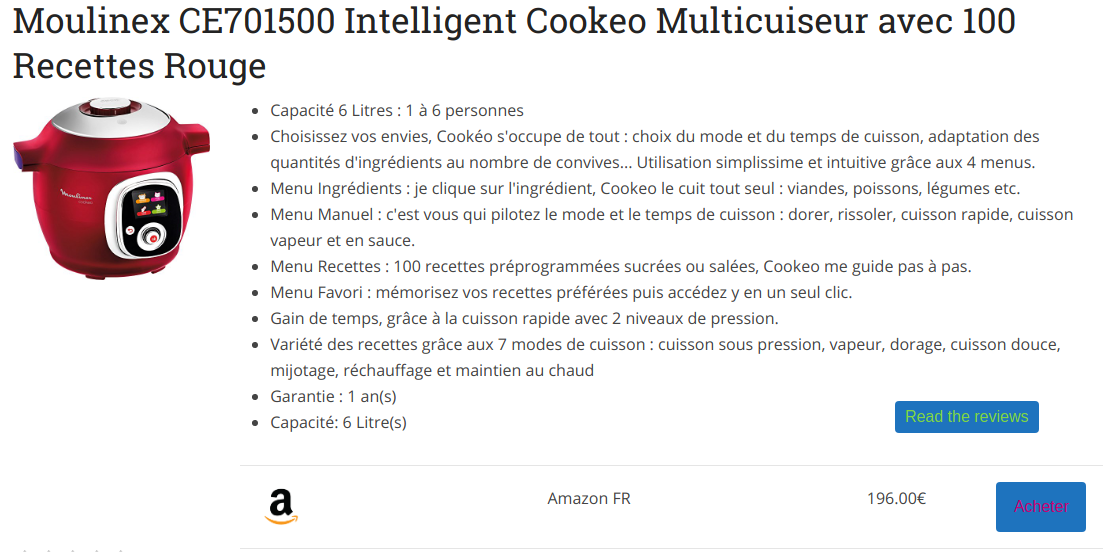 Moulinex CE701500 Intelligent Cookeo Multicuiseur avec 100
Recettes Rouge
Capacité 6 Litres : 1 à 6 personnes
Choisissez vos envies, Cookéo s'occupe de tout : choix du mode et du temps de cuisson, adaptation des
quantités d'ingrédients au nombre de convives... Utilisation simplissime et intuitive grâce aux 4 menus.
Menu Ingrédients : je clique sur l'ingrédient, Cookeo le cuit tout seul : viandes, poissons, légumes etc.
Menu Manuel : c'est vous qui pilotez le mode et le temps de cuisson : dorer, rissoler, cuisson rapide, cuisson
vapeur et en sauce.
Menu Recettes : 100 recettes préprogrammées sucrées ou salées, Cookeo me guide pas à pas.
Menu Favori : mémorisez vos recettes préférées puis accédez y en un seul clic.
Gain de temps, grâce à la cuisson rapide avec 2 niveaux de pression.
Variété des recettes grâce aux 7 modes de cuisson : cuisson sous pression, vapeur, dorage, cuisson douce,
mijotage, réchauffage et maintien au chaud
Garantie : 1 an(s)
Capacité: 6 Litre(s)
Moulinex
Read the reviews
a
Amazon FR
196.00€
Acheter